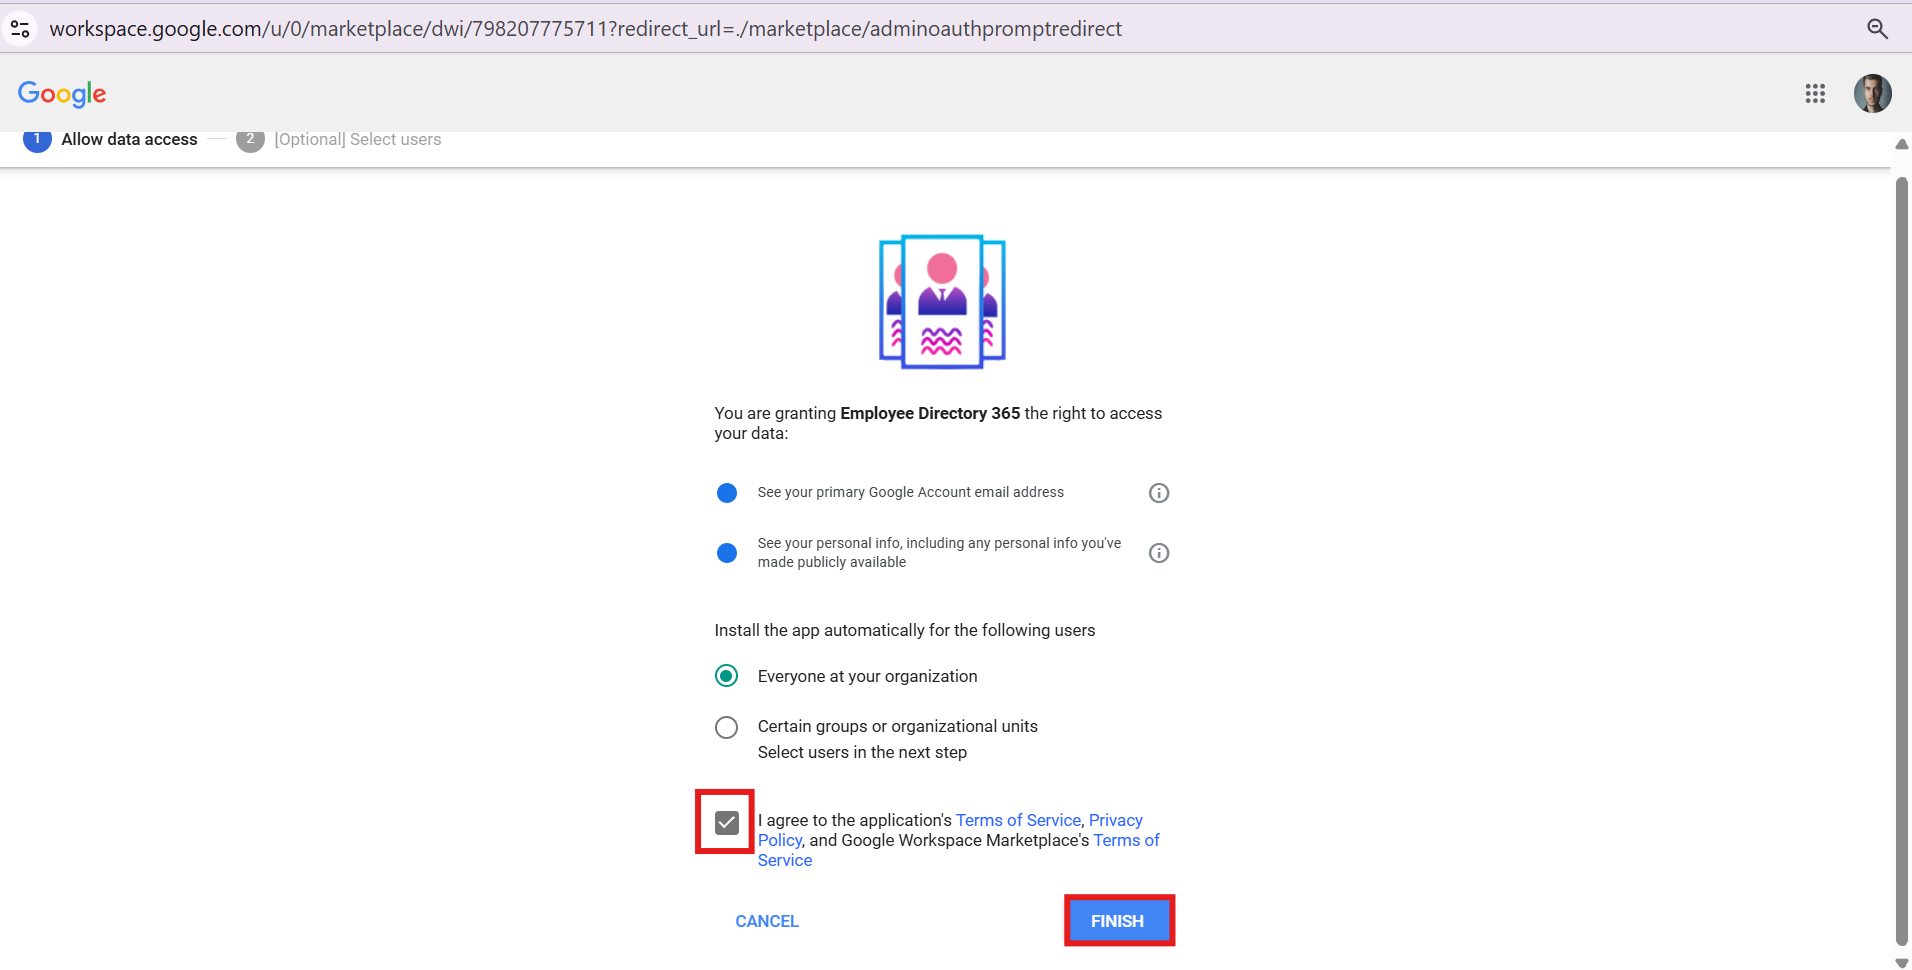 workspace.google.com/u/0/marketplace/dwi/798207775711?redirect_url=./marketplace/adminoauthpromptredirect
Google
1 Allow data access 2 [Optional] Select users
You are granting Employee Directory 365 the right to access
your data:
See your primary Google Account email address
See your personal info, including any personal info you've
made publicly available
Install the app automatically for the following users
Everyone at your organization
Certain groups or organizational units
Select users in the next step
I agree to the application's Terms of Service, Privacy
Policy, and Google Workspace Marketplace's Terms of
Service
CANCEL FINISH